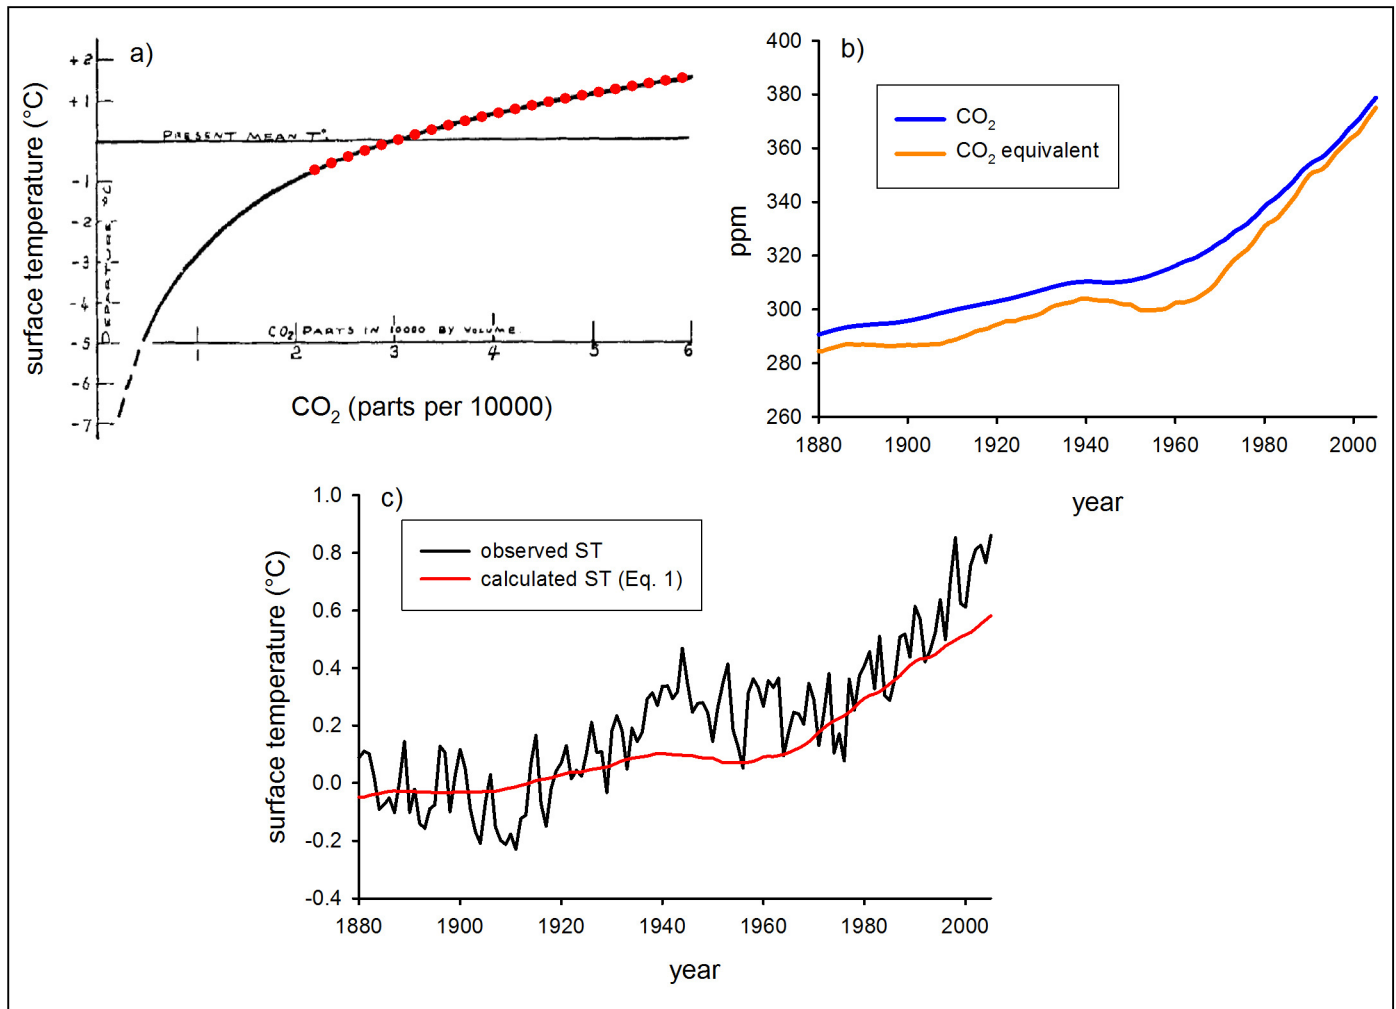 a)
surface temperature (°C)
+2
+1
-1
-2
-3
-4
-5
-6
-7
DEPARTURE °C
PRESENT MEAN T°.
CO2 PARTS IN 10000 BY VOLUME.
1 2 3 4 5 6
CO2 (parts per 10000)
b)
ppm
400
380
360
340
320
300
280
260
CO2
CO2 equivalent
1880 1900 1920 1940 1960 1980 2000
year
c)
surface temperature (°C)
1.0
0.8
0.6
0.4
0.2
0.0
-0.2
-0.4
observed ST
calculated ST (Eq. 1)
1880 1900 1920 1940 1960 1980 2000
year